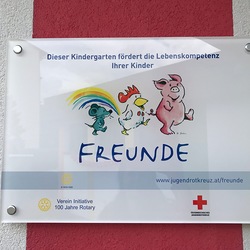 Dieser Kindergarten fördert die Lebenskompetenz
Ihrer Kinder
FREUNDE
www.jugendrotkreuz.at/freunde
Verein Initiative
100 Jahre Rotary